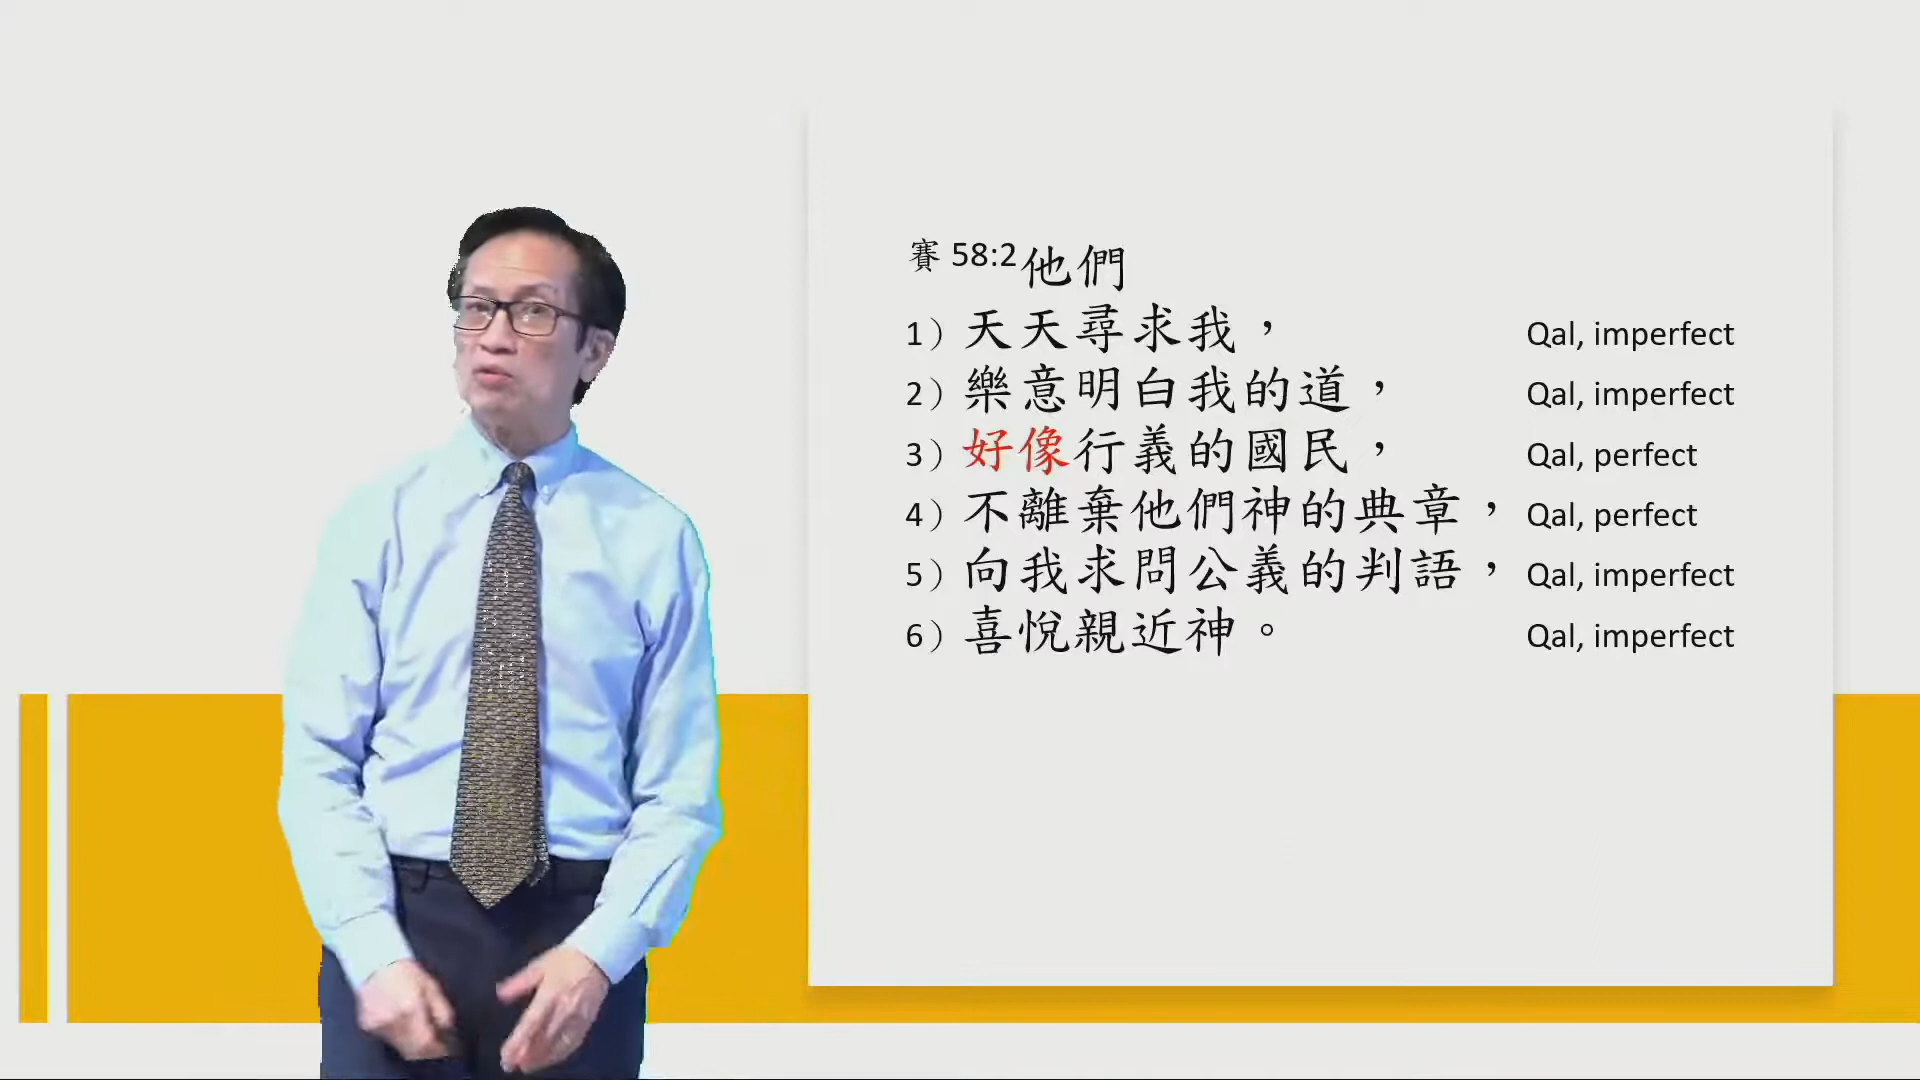 賽 58:2他們
1）天天尋求我， Qal, imperfect
2）樂意明白我的道， Qal, imperfect
3）好像行義的國民， Qal, perfect
4）不離棄他們神的典章， Qal, perfect
5）向我求問公義的判語， Qal, imperfect
6）喜悅親近神。 Qal, imperfect